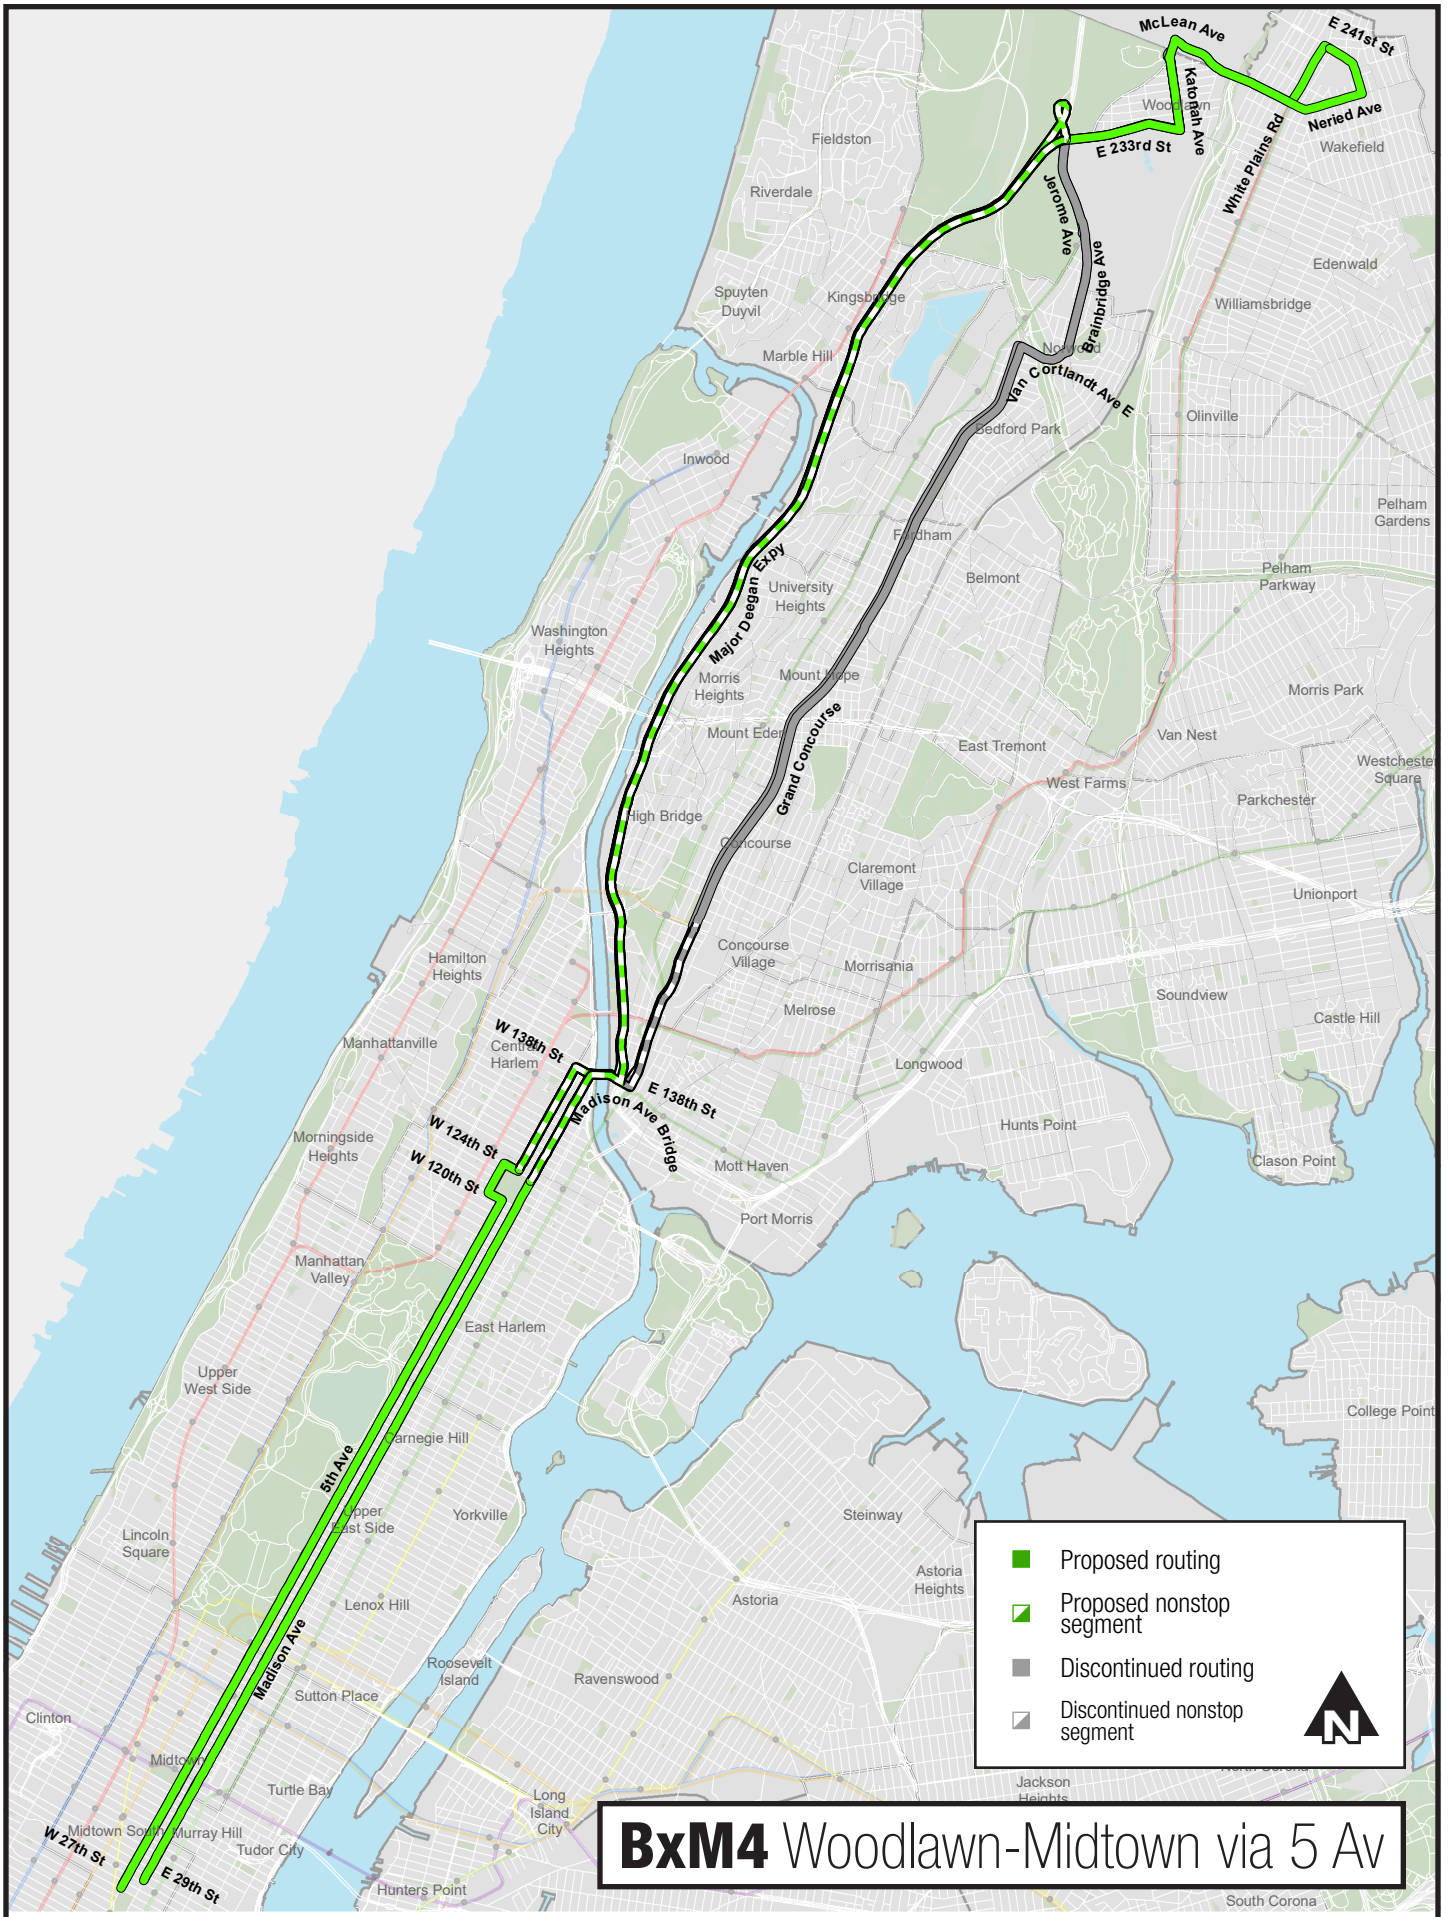 McLean Ave
E 241st St
Katonah Ave
Woodlawn
Neried Ave
E 233rd St
White Plains Rd
Wakefield
Fieldston
Riverdale
Jerome Ave
Brainbridge Ave
Edenwald
Williamsbridge
Spuyten
Duyvil
Kingsbridge
Marble Hill
Norwood
Van Cortlandt Ave E
Olinville
Bedford Park
Inwood
Pelham
Gardens
Fordham
Major Deegan Expy
Belmont
Pelham
Parkway
University
Heights
Washington
Heights
Morris
Heights
Mount Hope
Morris Park
Mount Eden
Grand Concourse
East Tremont
Van Nest
Westchester
Square
West Farms
Parkchester
High Bridge
Concourse
Claremont
Village
Unionport
Concourse
Village
Hamilton
Heights
Morrisania
Soundview
Melrose
Castle Hill
W 138th St
Central
Harlem
Manhattanville
Longwood
E 138th St
Madison Ave Bridge
W 124th St
Hunts Point
Morningside
Heights
W 120th St
Mott Haven
Clason Point
Port Morris
Manhattan
Valley
East Harlem
Upper
West Side
College Point
Carnegie Hill
5th Ave
Upper
East Side
Yorkville
Steinway
Lincoln
Square
Astoria
Heights
Astoria
Lenox Hill
Madison Ave
Roosevelt
Island
Ravenswood
Sutton Place
Clinton
Midtown
Turtle Bay
Long
Island
City
Jackson
Heights
North Corona
Midtown South
Murray Hill
Tudor City
W 27th St
E 29th St
Hunters Point
South Corona
Proposed routing
Proposed nonstop
segment
Discontinued routing
Discontinued nonstop
segment
N
BxM4 Woodlawn-Midtown via 5 Av